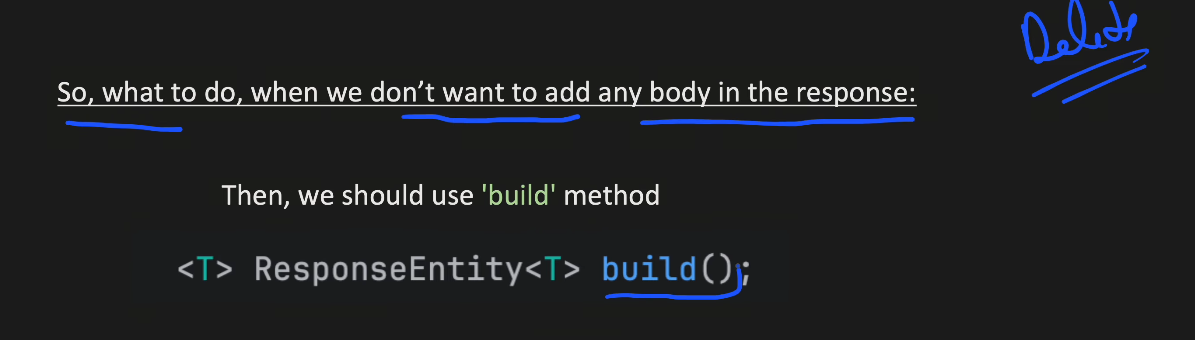 Delete
So, what to do, when we don't want to add any body in the response:
Then, we should use 'build' method
<T> ResponseEntity<T> build();